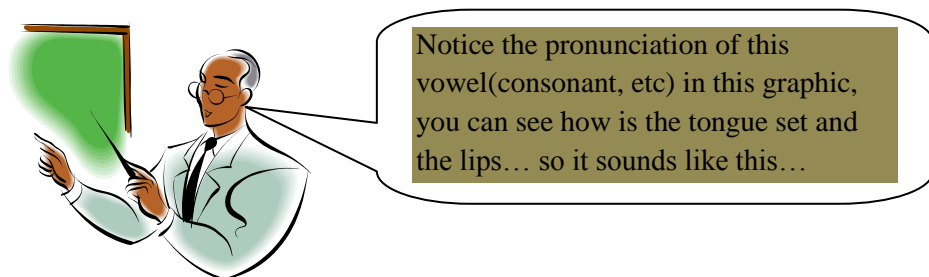 Notice the pronunciation of this
vowel(consonant, etc) in this graphic,
you can see how is the tongue set and
the lips… so it sounds like this…